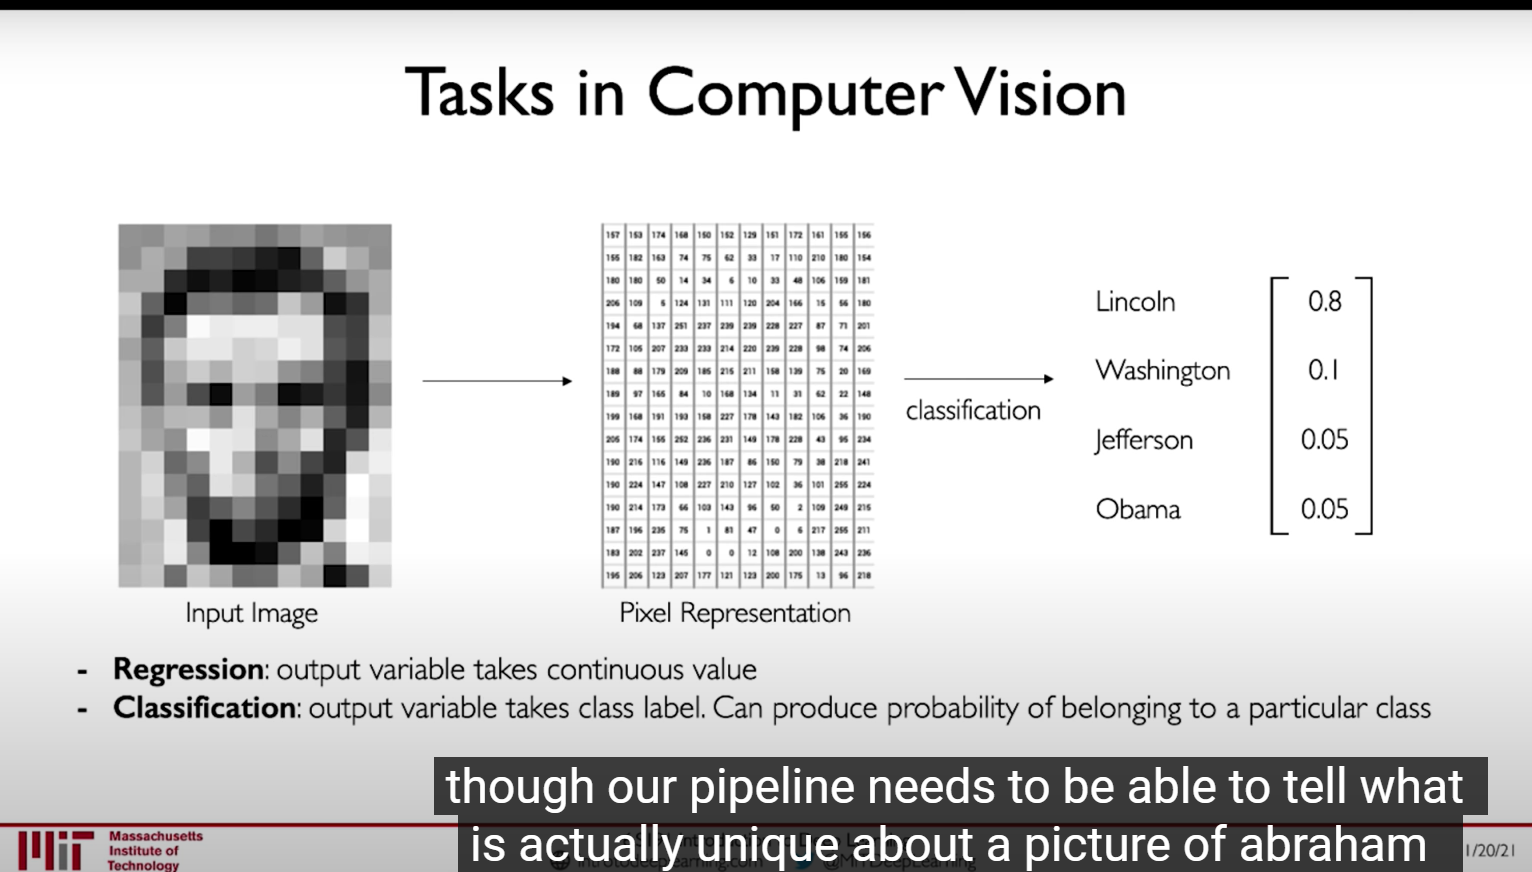 Tasks in Computer Vision
157 153 174 168 150 152 129 151 172 161 155 156
155 182 163 74 75 62 33 17 110 210 180 154
180 180 50 14 34 6 10 33 48 106 159 181
206 109 5 124 131 111 120 204 166 15 56 180
194 68 137 251 237 239 239 228 227 87 71 201
172 105 207 233 233 214 220 239 228 98 74 206
188 88 179 209 185 215 211 158 139 75 20 169
189 97 165 84 10 168 134 11 31 62 22 148
199 168 191 193 158 227 178 143 182 106 36 190
205 174 155 252 236 231 149 178 228 43 95 234
190 216 116 149 236 187 86 150 79 38 218 241
190 224 147 108 227 210 127 102 36 101 255 224
190 214 173 66 103 143 96 50 2 109 249 215
187 196 235 75 1 81 47 0 6 217 255 211
183 202 237 145 0 0 12 108 200 138 243 236
195 206 123 207 177 121 123 200 175 13 96 218
classification
Lincoln 0.8
Washington 0.1
Jefferson 0.05
Obama 0.05
Input Image
Pixel Representation
- Regression: output variable takes continuous value
- Classification: output variable takes class label. Can produce probability of belonging to a particular class
though our pipeline needs to be able to tell what
is actually unique about a picture of abraham
MIT
Massachusetts
Institute of
Technology
introtodeeplearning.com @MITDeepLearning
1/20/21